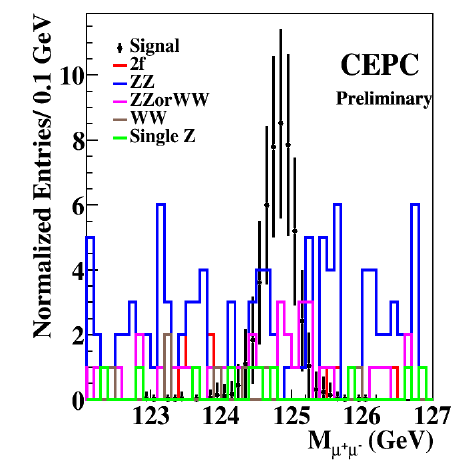 Normalized Entries/ 0.1 GeV
10
8
6
4
2
0
Signal
2f
ZZ
ZZorWW
WW
Single Z
CEPC
Preliminary
123 124 125 126 127
Mμ+μ- (GeV)